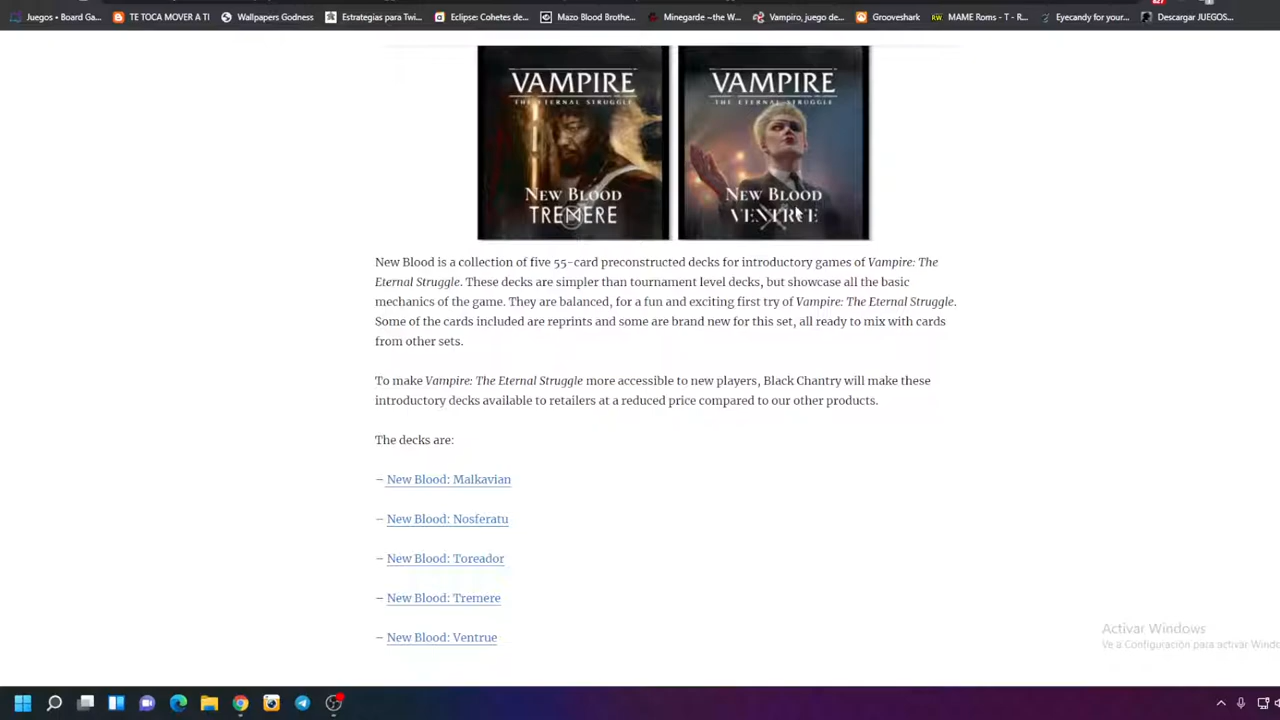 Juegos • Board Ga...
TE TOCA MOVER A TI
Wallpapers Godness
Estrategias para Twi...
Eclipse: Cohetes de...
Mazo Blood Brothe...
Minegarde ~the W...
Vampiro, juego de...
Grooveshark
MAME Roms - T - R...
Eyecandy for your...
Descargar JUEGOS...
VAMPIRE
THE ETERNAL STRUGGLE
NEW BLOOD
TREMERE
VAMPIRE
THE ETERNAL STRUGGLE
NEW BLOOD
VENTRUE
New Blood is a collection of five 55-card preconstructed decks for introductory games of Vampire: The
Eternal Struggle. These decks are simpler than tournament level decks, but showcase all the basic
mechanics of the game. They are balanced, for a fun and exciting first try of Vampire: The Eternal Struggle.
Some of the cards included are reprints and some are brand new for this set, all ready to mix with cards
from other sets.
To make Vampire: The Eternal Struggle more accessible to new players, Black Chantry will make these
introductory decks available to retailers at a reduced price compared to our other products.
The decks are:
– New Blood: Malkavian
– New Blood: Nosferatu
– New Blood: Toreador
– New Blood: Tremere
– New Blood: Ventrue
Activar Windows
Ve a Configuración para activar Windo